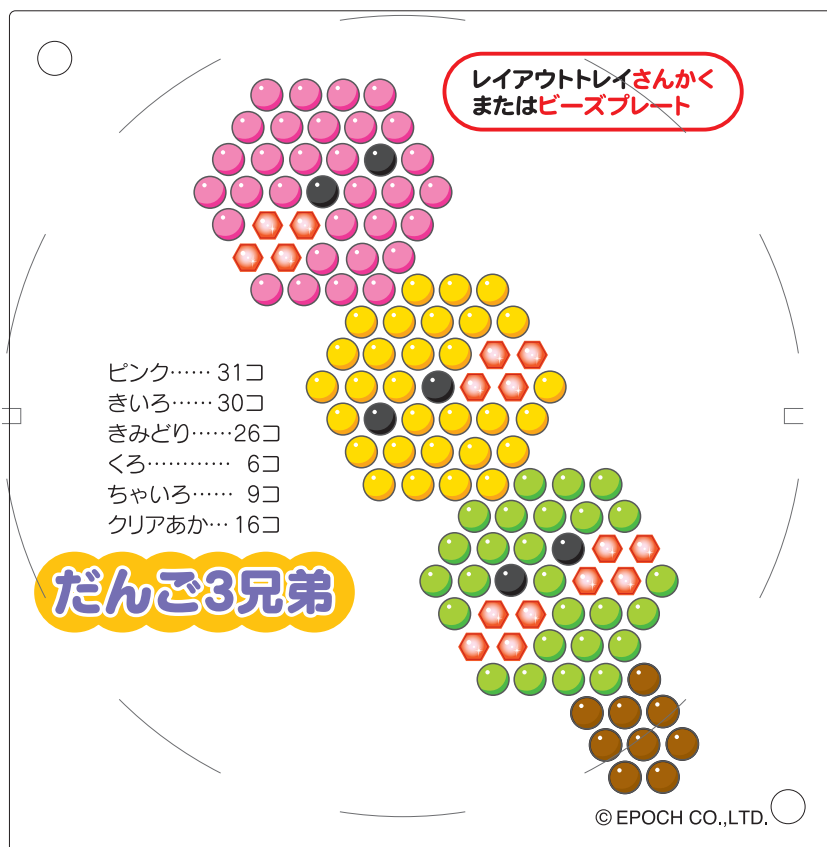 レイアウトトレイさんかく
またはビーズプレート
ピンク…… 31コ
きいろ…… 30コ
きみどり……26コ
くろ………… 6コ
ちゃいろ…… 9コ
クリアあか… 16コ
だんご3兄弟
© EPOCH CO.,LTD.